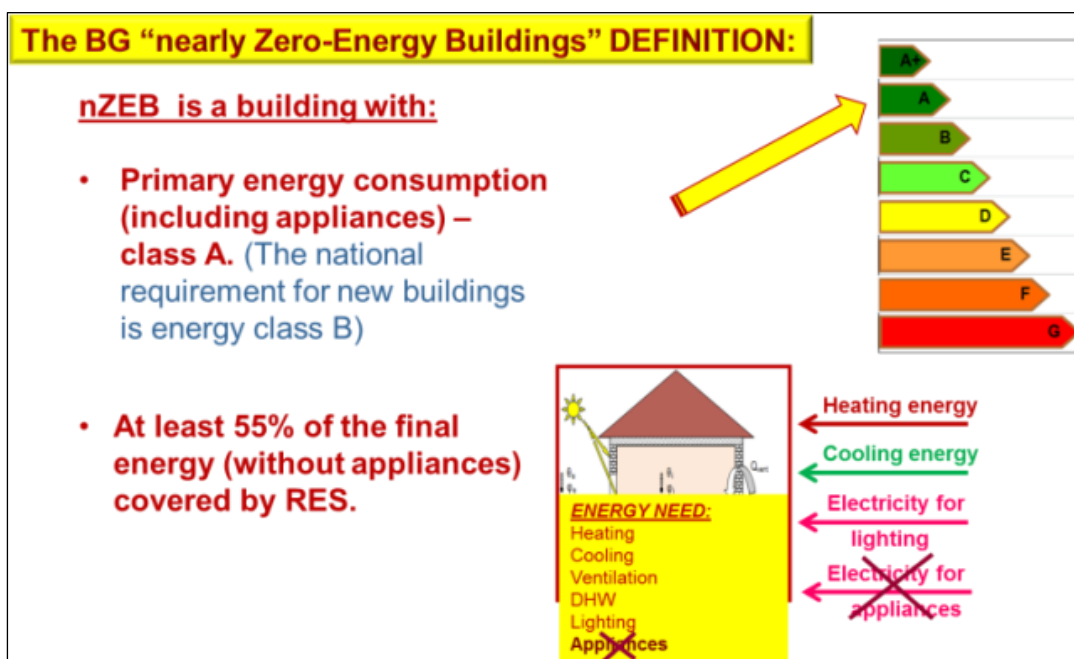 The BG “nearly Zero-Energy Buildings” DEFINITION:
nZEB is a building with:
• Primary energy consumption
(including appliances) –
class A. (The national
requirement for new buildings
is energy class B)
• At least 55% of the final
energy (without appliances)
covered by RES.
A+
A
B
C
D
E
F
G
ENERGY NEED:
Heating
Cooling
Ventilation
DHW
Lighting
Appliances
Heating energy
Cooling energy
Electricity for
lighting
Electricity for
appliances